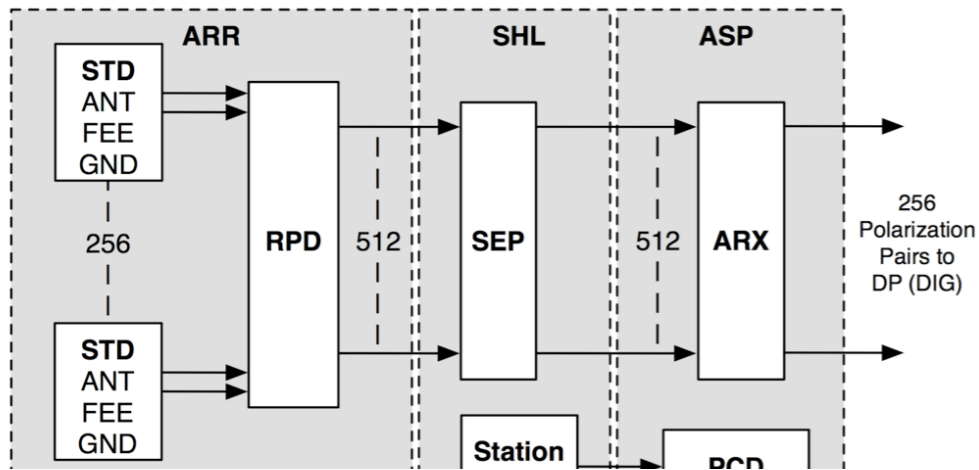 ARR
SHL
ASP
STD
ANT
FEE
GND
256
STD
ANT
FEE
GND
RPD
512
SEP
512
ARX
256
Polarization
Pairs to
DP (DIG)
Station
PCD